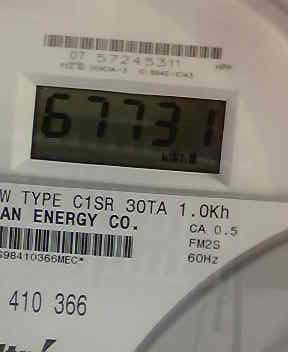 07 57245311
67731
kWh
W TYPE C1SR 30TA 1.0Kh
AN ENERGY CO.
CA 0.5
FM2S
60Hz
S98410366MEC*
410 366